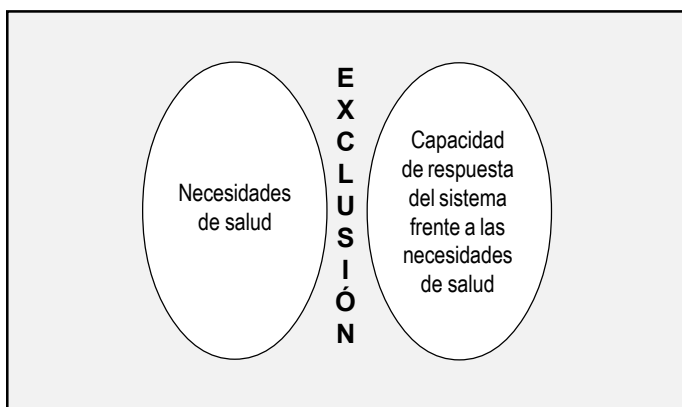 Necesidades
de salud
E
X
C
L
U
S
I
Ó
N
Capacidad
de respuesta
del sistema
frente a las
necesidades
de salud